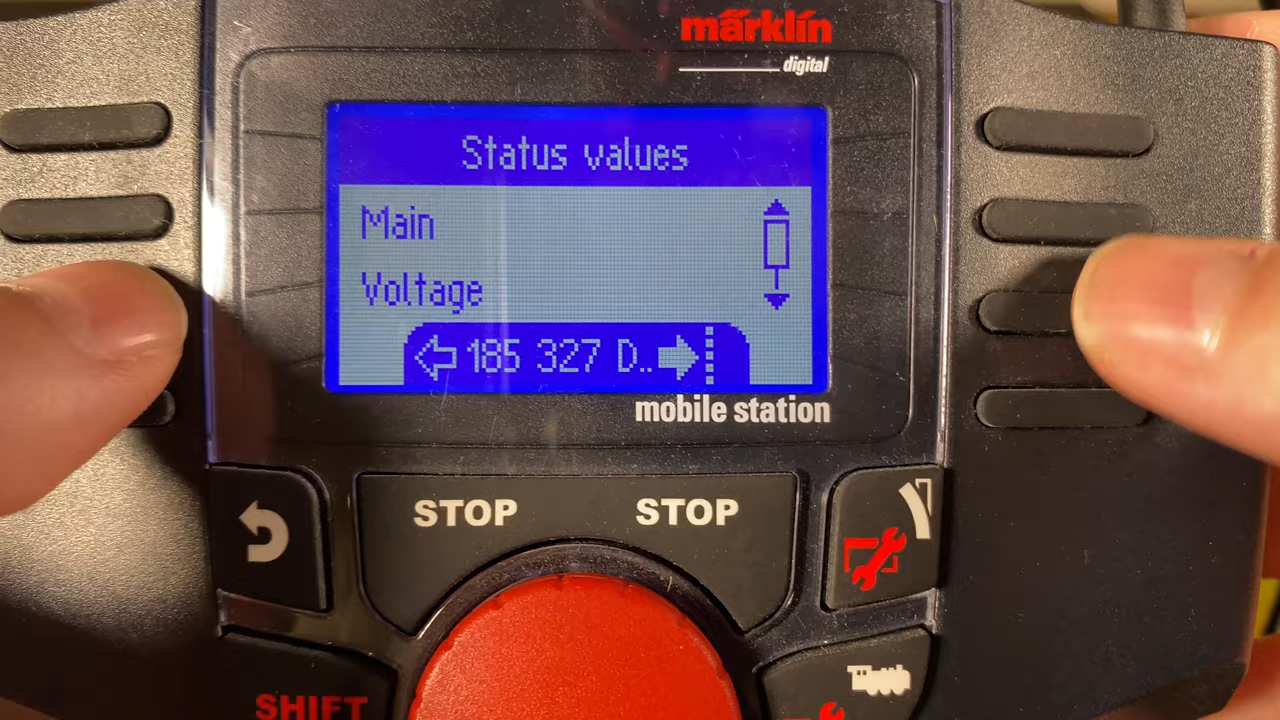 märklin
digital
Status values
Main
Voltage
185 327 D..
mobile station
STOP STOP
SHIFT